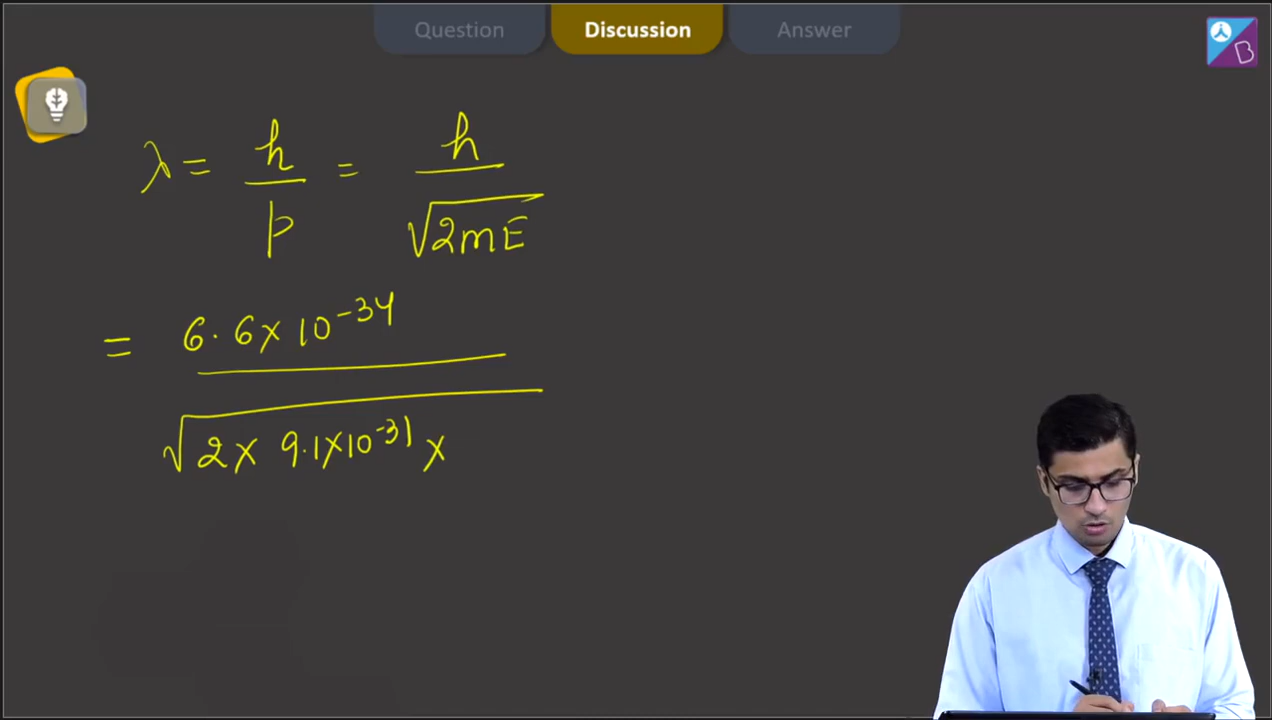 Question Discussion Answer
λ = h / p = h / √2mE
= 6.6 × 10⁻³⁴ / √2 × 9.1 × 10⁻³¹ ×
B